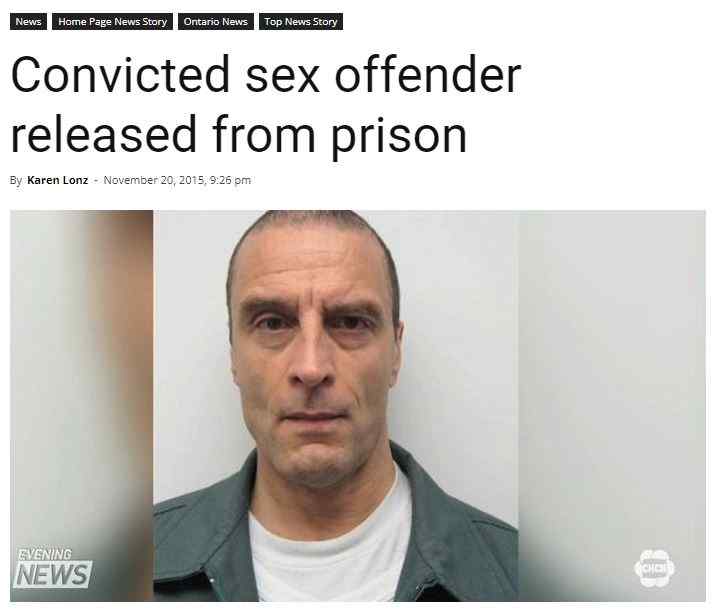 News Home Page News Story Ontario News Top News Story
Convicted sex offender
released from prison
By Karen Lonz - November 20, 2015, 9:26 pm
EVENING
NEWS
CHCH